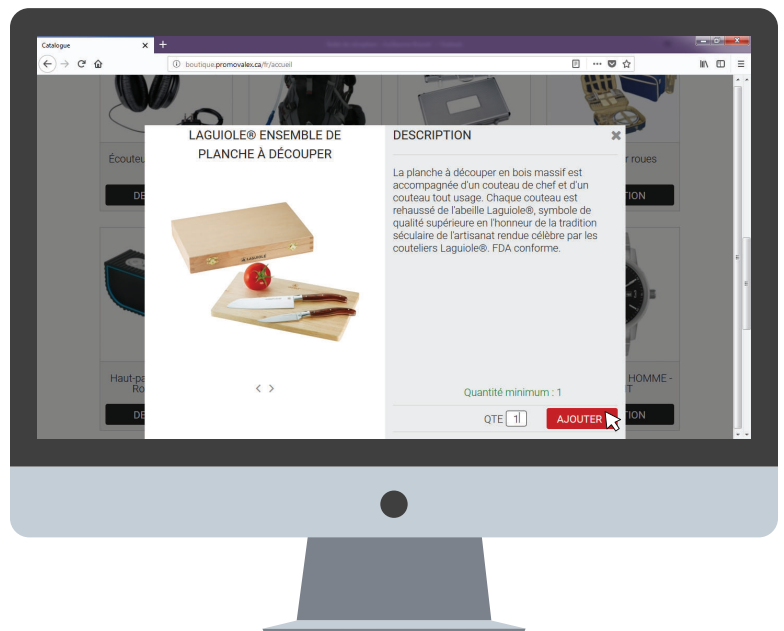 Catalogue
boutique.promovalex.ca/fr/accueil
LAGUIOLE® ENSEMBLE DE
PLANCHE À DÉCOUPER
LAGUIOLE
DESCRIPTION
La planche à découper en bois massif est
accompagnée d'un couteau de chef et d'un
couteau tout usage. Chaque couteau est
rehaussé de l'abeille Laguiole®, symbole de
qualité supérieure en l'honneur de la tradition
séculaire de l'artisanat rendue célèbre par les
couteliers Laguiole®. FDA conforme.
Quantité minimum : 1
QTE 1
AJOUTER
Écouteu
r roues
DE
ION
Haut-pa
Ro
HOMME -
T
DE
ION